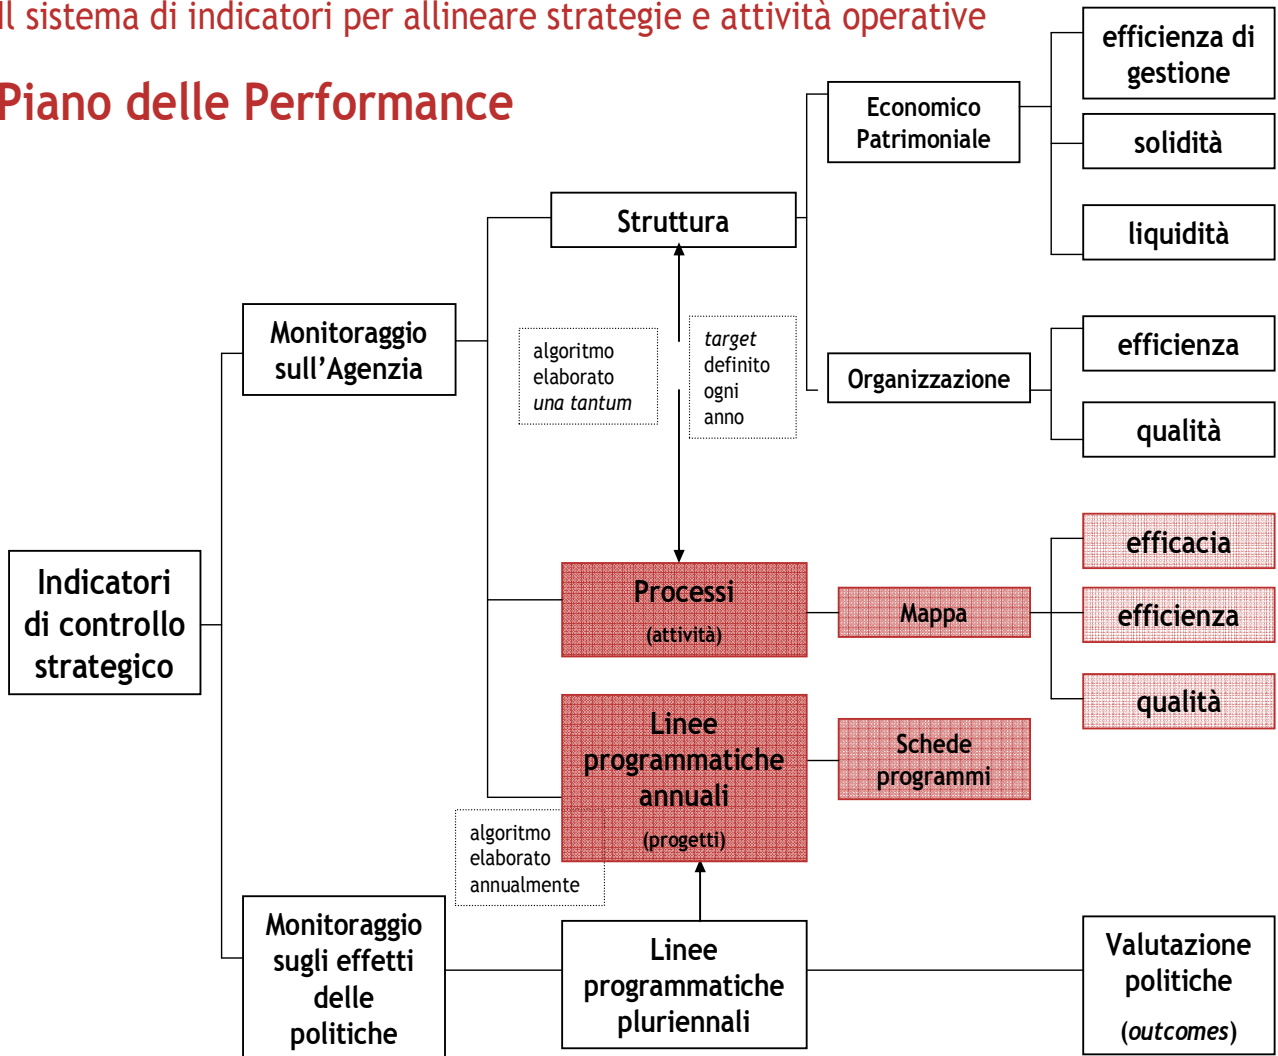 Il sistema di indicatori per allineare strategie e attività operative
Piano delle Performance
efficienza di
gestione
Economico
Patrimoniale
solidità
Struttura
liquidità
Monitoraggio
sull'Agenzia
algoritmo
elaborato
una tantum
target
definito
ogni
anno
efficienza
Organizzazione
qualità
Indicatori
di controllo
strategico
Processi
(attività)
Mappa
efficacia
efficienza
qualità
Linee
programmatiche
annuali
(progetti)
Schede
programmi
algoritmo
elaborato
annualmente
Monitoraggio
sugli effetti
delle
politiche
Linee
programmatiche
pluriennali
Valutazione
politiche
(outcomes)